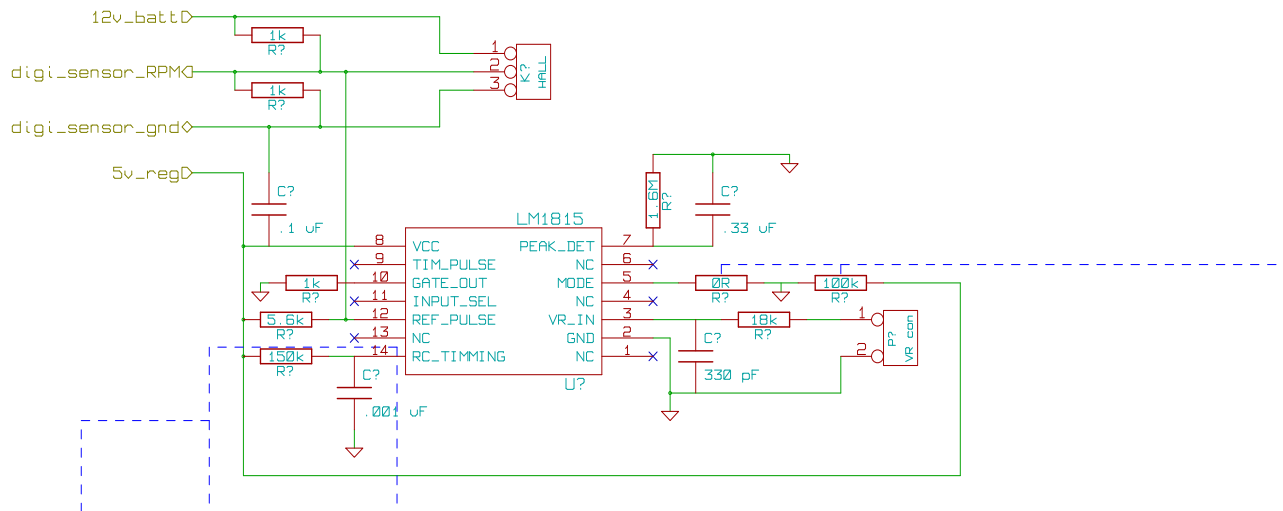 12v_batt
1k
R?
1
2
3
K?
HALL
digi_sensor_RPM
1k
R?
digi_sensor_gnd
5v_reg
C?
.1 uF
1.6M
R?
C?
.33 uF
LM1815
8
VCC
PEAK_DET
7
9
TIM_PULSE
NC
6
1k
R?
10
GATE_OUT
MODE
5
0R
R?
100k
R?
11
INPUT_SEL
NC
4
5.6k
R?
12
REF_PULSE
VR_IN
3
18k
R?
1
2
P?
VR con
13
NC
GND
2
C?
330 pF
150k
R?
14
RC_TIMMING
NC
1
U?
C?
.001 uF